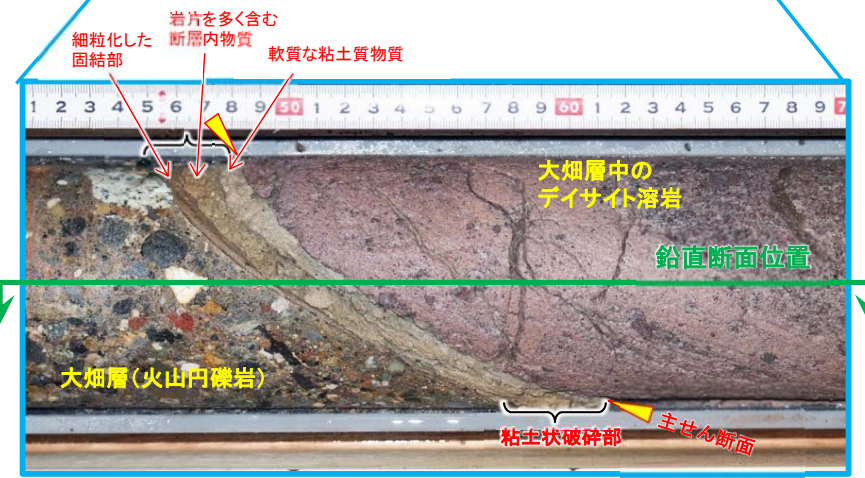 岩片を多く含む
断層内物質
細粒化した
固結部
軟質な粘土質物質
1 2 3 4 5 6 7 8 9 50 1 2 3 4 5 6 7 8 9 60 1 2 3 4 5 6 7 8 9 7
大畑層中の
デイサイト溶岩
鉛直断面位置
大畑層(火山円礫岩)
粘土状破砕部
主せん断面